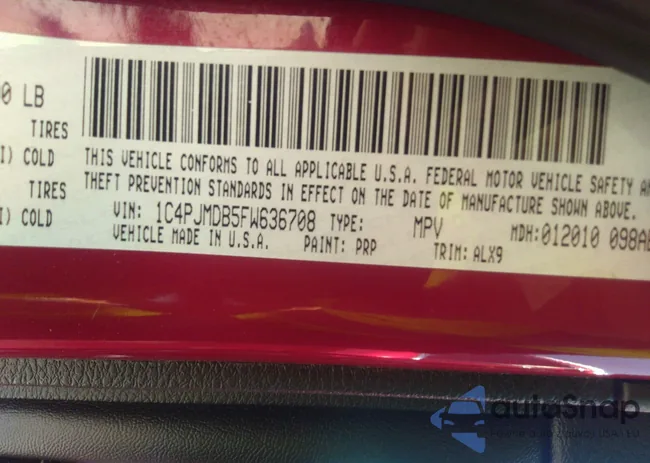 0 LB
TIRES
I) COLD
TIRES
) COLD
THIS VEHICLE CONFORMS TO ALL APPLICABLE U.S.A. FEDERAL MOTOR VEHICLE SAFETY AN
THEFT PREVENTION STANDARDS IN EFFECT ON THE DATE OF MANUFACTURE SHOWN ABOVE.
VIN: 1C4PJMDB5FW636708 TYPE: MPV MDH:012010 098AB
VEHICLE MADE IN U.S.A. PAINT: PRP TRIM: ALX9
autoSnap